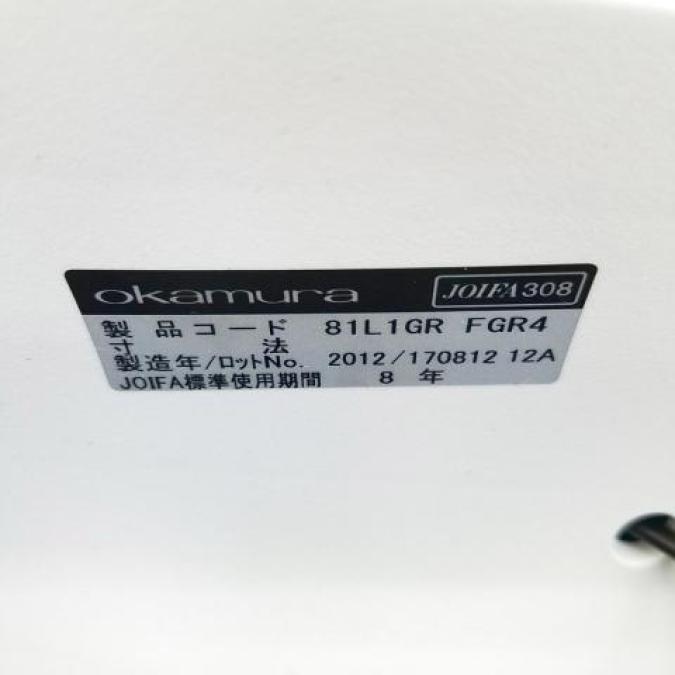 okamura JOIFA308
製品コード 81L1GR FGR4
寸法
製造年/ロットNo. 2012/170812 12A
JOIFA標準使用期間 8年